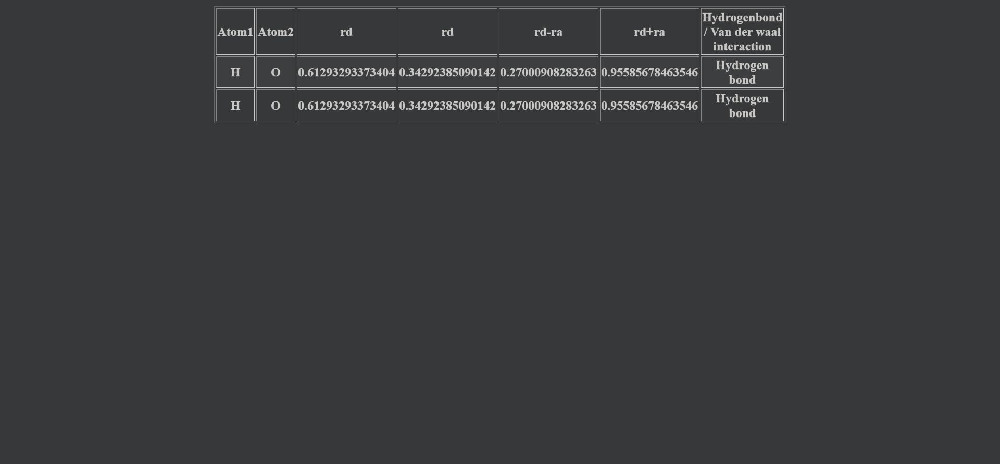 Atom1 Atom2 rd rd rd-ra rd+ra Hydrogenbond
/ Van der waal
interaction
H O 0.61293293373404 0.34292385090142 0.27000908283263 0.95585678463546 Hydrogen
bond
H O 0.61293293373404 0.34292385090142 0.27000908283263 0.95585678463546 Hydrogen
bond